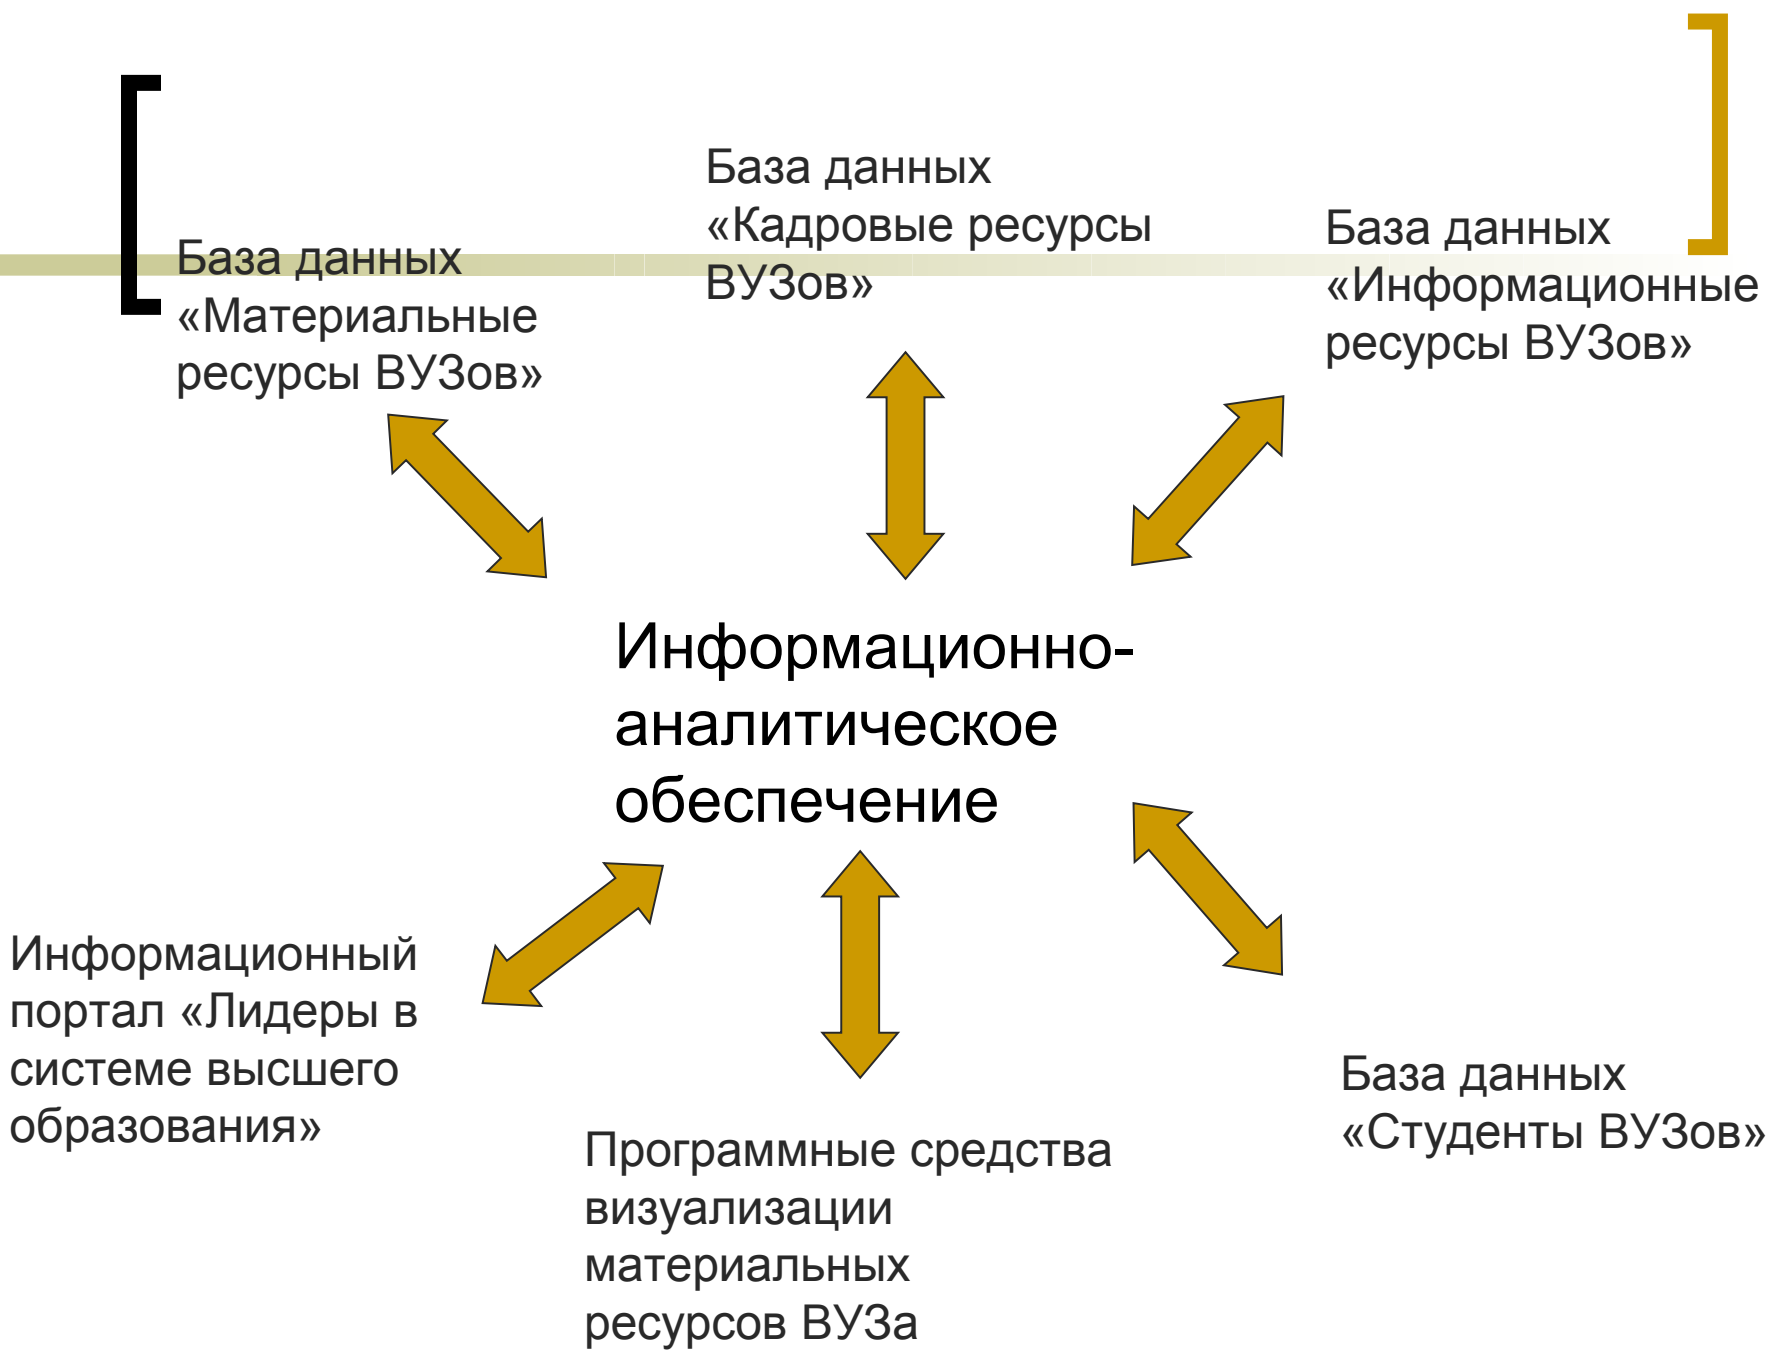 База данных
«Материальные
ресурсы ВУЗов»
База данных
«Кадровые ресурсы
ВУЗов»
База данных
«Информационные
ресурсы ВУЗов»
Информационно-
аналитическое
обеспечение
Информационный
портал «Лидеры в
системе высшего
образования»
Программные средства
визуализации
материальных
ресурсов ВУЗа
База данных
«Студенты ВУЗов»